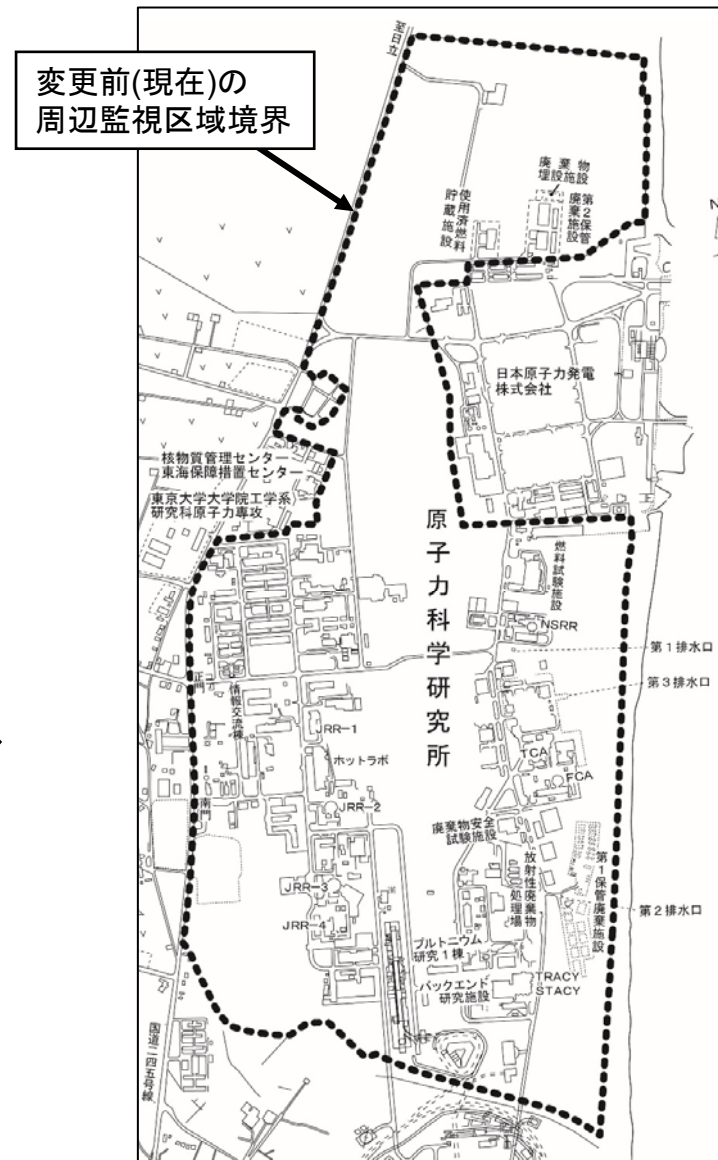 変更前(現在)の
周辺監視区域境界
至日立
N
廃棄物
埋設施設
第2保管
廃棄施設
使用済燃料
貯蔵施設
日本原子力発電
株式会社
核物質管理センター
東海保障措置センター
東京大学大学院工学系
研究科原子力専攻
原子力科学研究所
燃料試験施設
NSRR
第1排水口
第3排水口
正門
情報交流棟
JRR-1
ホットラボ
TCA
FCA
JRR-2
南門
廃棄物安全
試験施設
放射性廃棄物
処理場
第1保管廃棄施設
JRR-3
第2排水口
JRR-4
プルトニウム
研究1棟
バックエンド
研究施設
TRACY
STACY
国道二四五号線